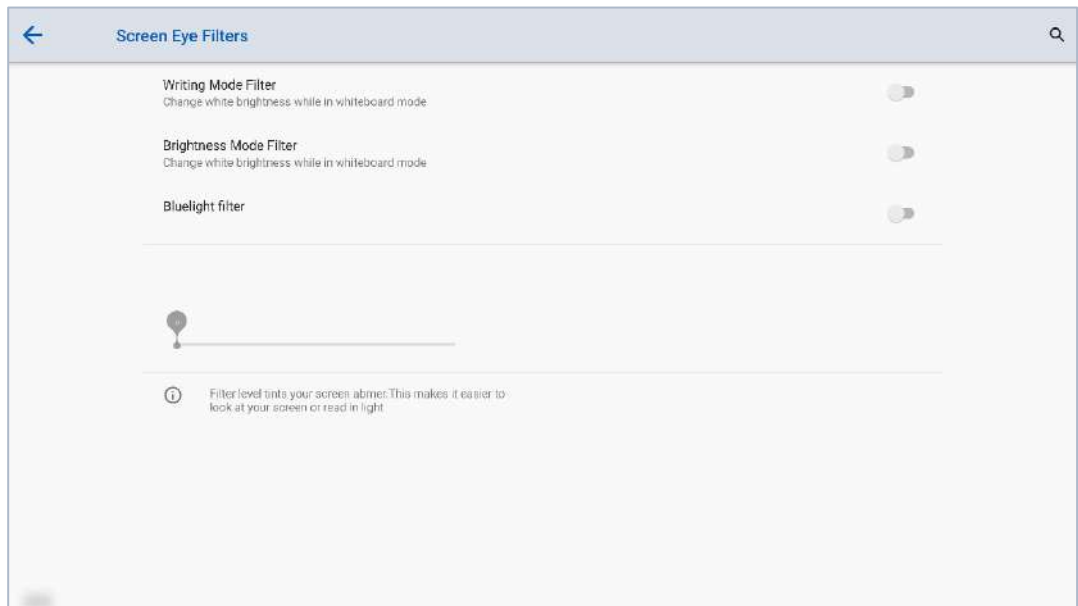 Screen Eye Filters
Writing Mode Filter
Change white brightness while in whiteboard mode
Brightness Mode Filter
Change white brightness while in whiteboard mode
Bluelight filter
Filter level tints your screen abmer.This makes it easier to
look at your screen or read in light